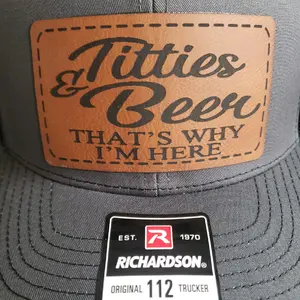 Titties
& Beer
THAT'S WHY
I'M HERE
EST. R 1970
RICHARDSON®
ORIGINAL 112 TRUCKER